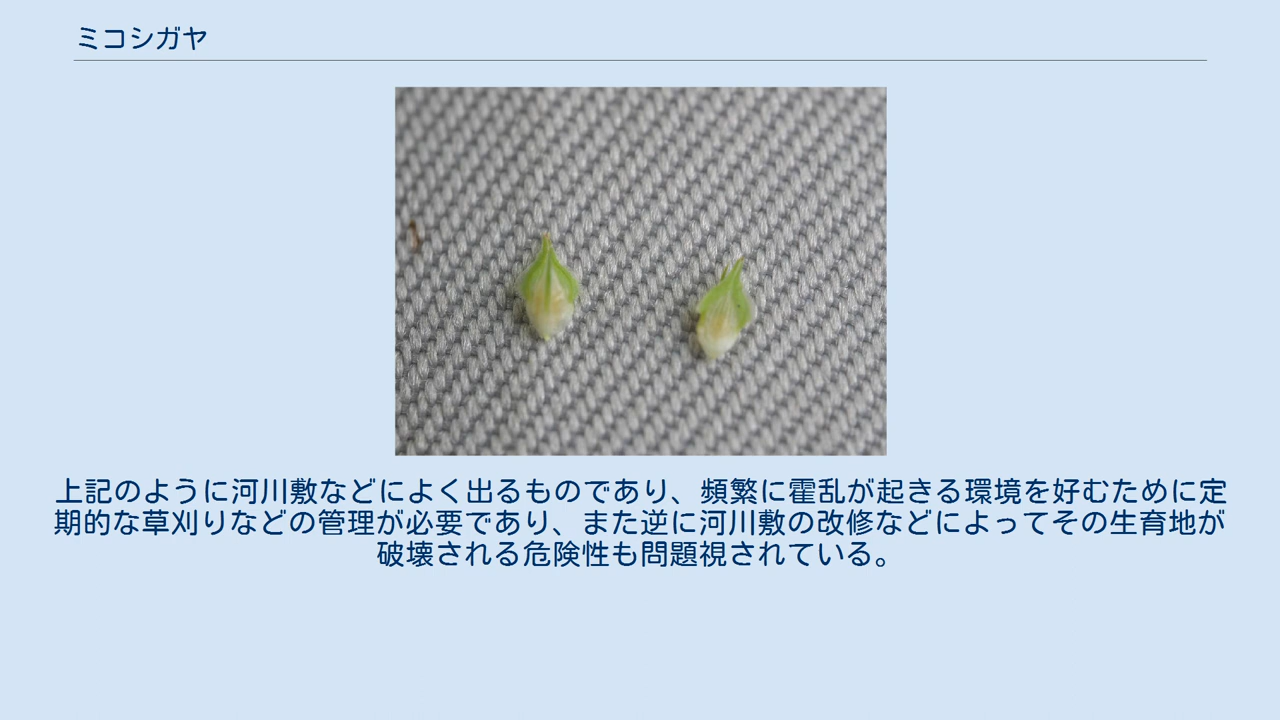 ミコシガヤ
上記のように河川敷などによく出るものであり、頻繁に霍乱が起きる環境を好むために定
期的な草刈りなどの管理が必要であり、また逆に河川敷の改修などによってその生育地が
破壊される危険性も問題視されている。